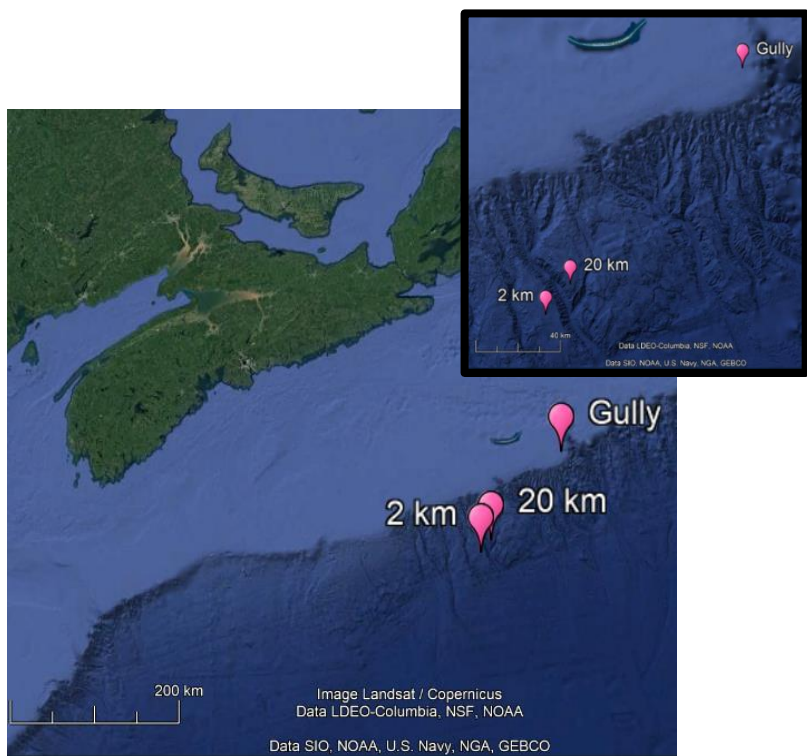 Gully
20 km
2 km
40 km
Data LDEO-Columbia, NSF, NOAA
Data SIO, NOAA, U.S. Navy, NGA, GEBCO
Gully
2 km
20 km
200 km
Image Landsat / Copernicus
Data LDEO-Columbia, NSF, NOAA
Data SIO, NOAA, U.S. Navy, NGA, GEBCO